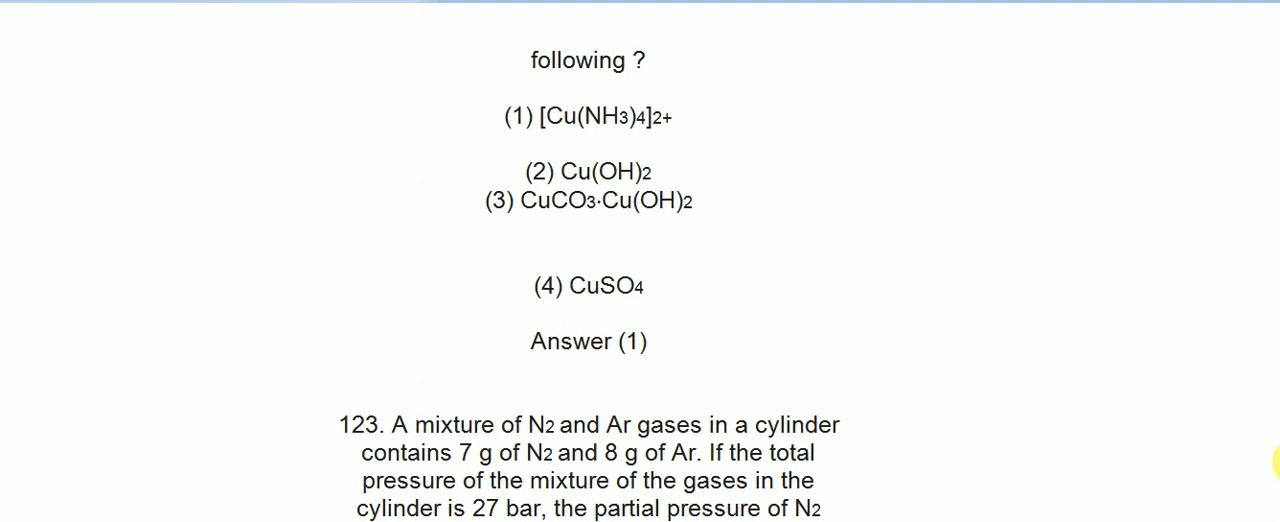 following ?
(1) [Cu(NH3)4]2+
(2) Cu(OH)2
(3) CuCO3·Cu(OH)2
(4) CuSO4
Answer (1)
123. A mixture of N2 and Ar gases in a cylinder
contains 7 g of N2 and 8 g of Ar. If the total
pressure of the mixture of the gases in the
cylinder is 27 bar, the partial pressure of N2